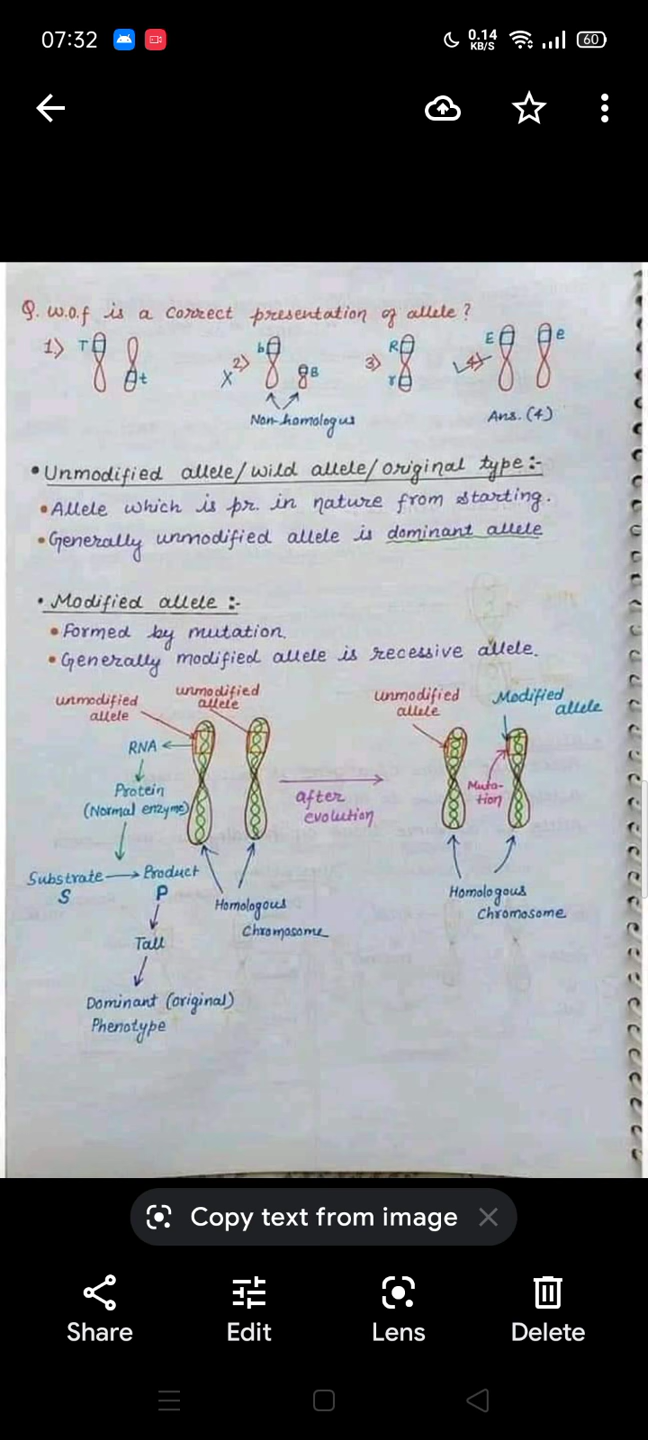 07:32
0.14
KB/S
60
Q. w.o.f is a correct presentation of allele?
1) T t
X 2) b B
3) R r
4) E e
Non-homologus
Ans. (4)
• Unmodified allele/wild allele/original type:-
• Allele which is pr. in nature from starting.
• Generally unmodified allele is dominant allele
• Modified allele :-
• Formed by mutation.
• Generally modified allele is recessive allele.
unmodified
allele
unmodified
allele
RNA
Protein
(Normal enzyme)
Substrate → Product
S P
Tall
Dominant (original)
Phenotype
Homologous
Chromosome
after
evolution
unmodified
allele
Modified
allele
Muta-
tion
Homologous
Chromosome
Copy text from image
Share Edit Lens Delete